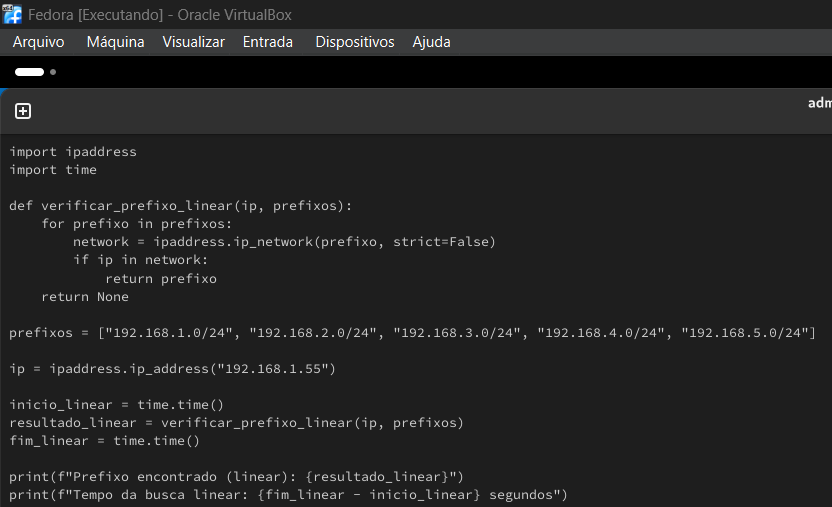 x64
Fedora [Executando] - Oracle VirtualBox
Arquivo Máquina Visualizar Entrada Dispositivos Ajuda
adm
import ipaddress
import time
def verificar_prefixo_linear(ip, prefixos):
    for prefixo in prefixos:
        network = ipaddress.ip_network(prefixo, strict=False)
        if ip in network:
            return prefixo
    return None
prefixos = ["192.168.1.0/24", "192.168.2.0/24", "192.168.3.0/24", "192.168.4.0/24", "192.168.5.0/24"]
ip = ipaddress.ip_address("192.168.1.55")
inicio_linear = time.time()
resultado_linear = verificar_prefixo_linear(ip, prefixos)
fim_linear = time.time()
print(f"Prefixo encontrado (linear): {resultado_linear}")
print(f"Tempo da busca linear: {fim_linear - inicio_linear} segundos")